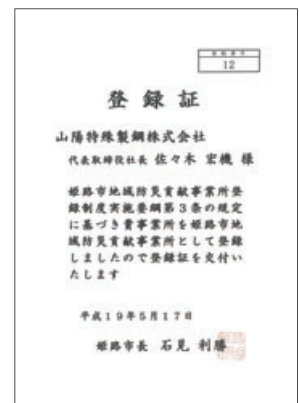 登録番号
12
登録証
山陽特殊製鋼株式会社
代表取締役社長 佐々木 宏機 様
姫路市地域防災貢献事業所登
録制度実施要綱第3条の規定
に基づき貴事業所を姫路市地
域防災貢献事業所として登録
しましたので登録証を交付い
たします
平成19年5月17日
姫路市長 石見 利勝